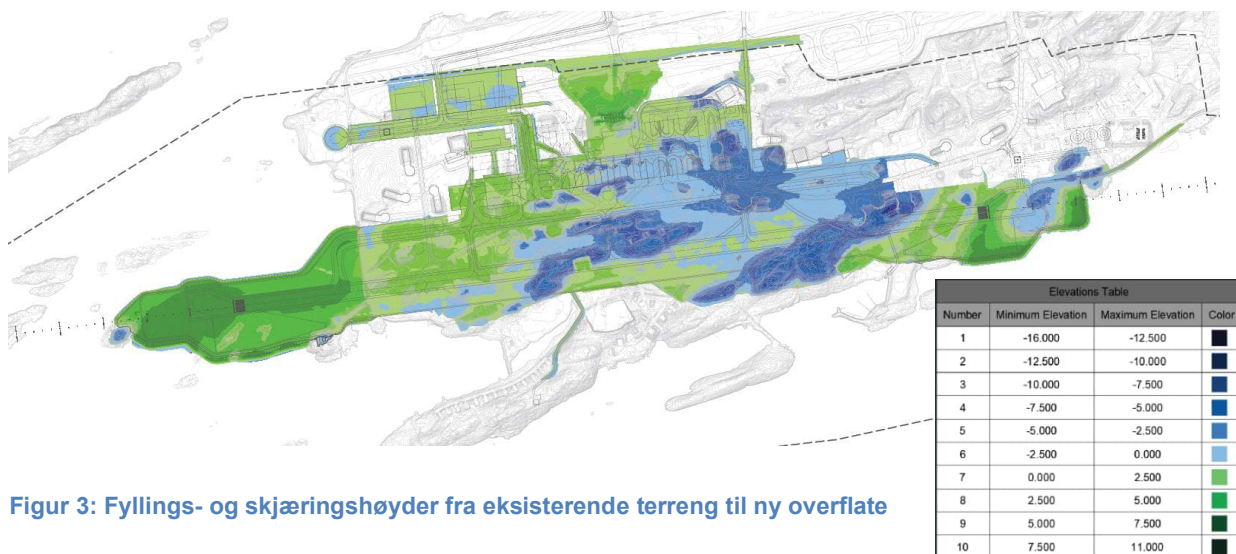 Elevations Table
Number Minimum Elevation Maximum Elevation Color
1 -16.000 -12.500
2 -12.500 -10.000
3 -10.000 -7.500
4 -7.500 -5.000
5 -5.000 -2.500
6 -2.500 0.000
7 0.000 2.500
8 2.500 5.000
9 5.000 7.500
10 7.500 11.000
Figur 3: Fyllings- og skjæringshøyder fra eksisterende terreng til ny overflate